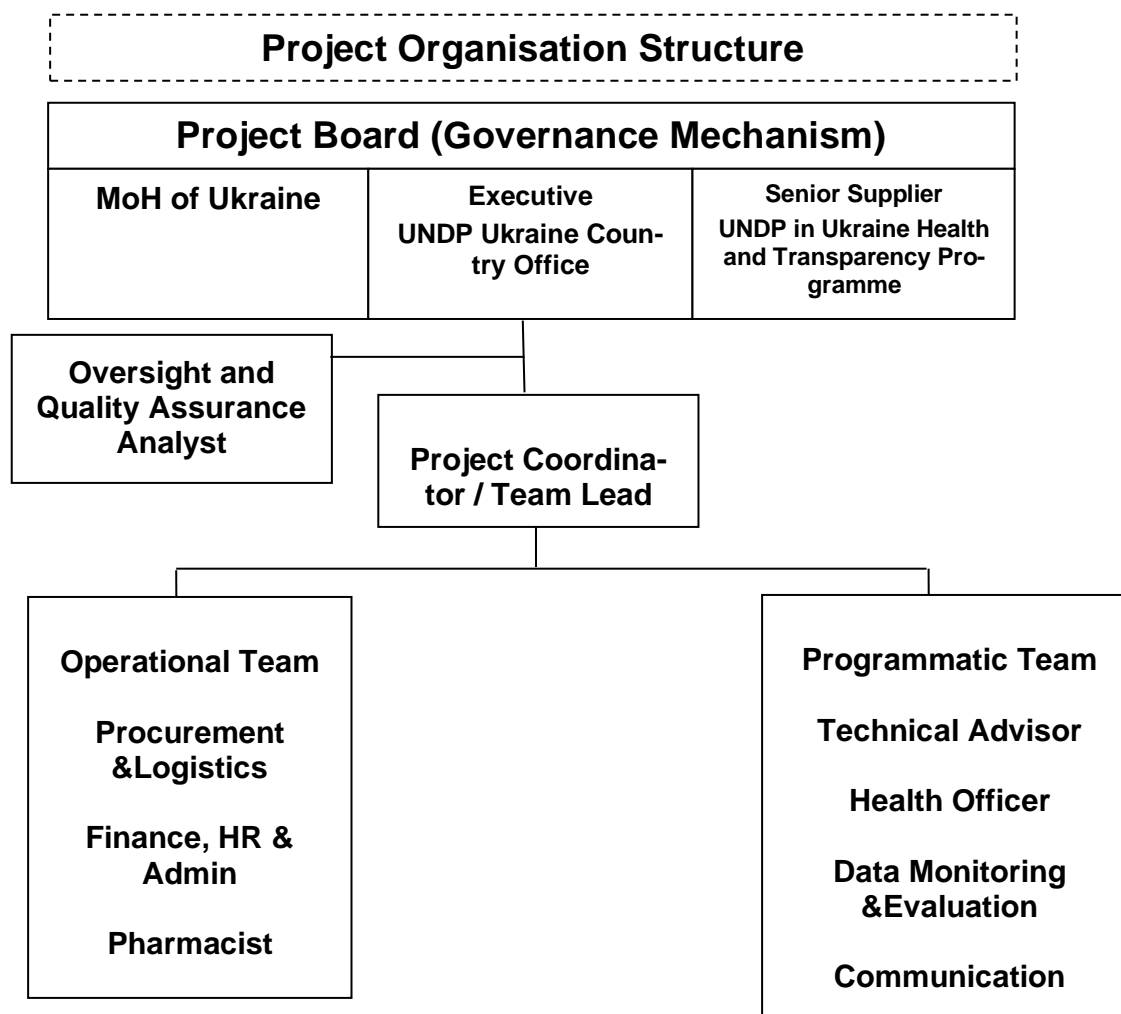 Project Organisation Structure
Project Board (Governance Mechanism)
MoH of Ukraine
Executive
UNDP Ukraine Coun-
try Office
Senior Supplier
UNDP in Ukraine Health
and Transparency Pro-
gramme
Oversight and
Quality Assurance
Analyst
Project Coordina-
tor / Team Lead
Operational Team
Procurement
&Logistics
Finance, HR &
Admin
Pharmacist
Programmatic Team
Technical Advisor
Health Officer
Data Monitoring
&Evaluation
Communication